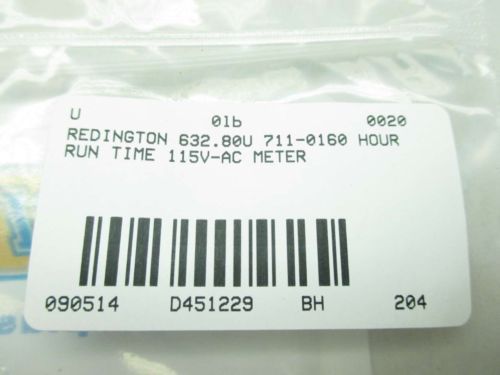 U 01b 0020
REDINGTON 632.80U 711-0160 HOUR
RUN TIME 115V-AC METER
090514 D451229 BH 204